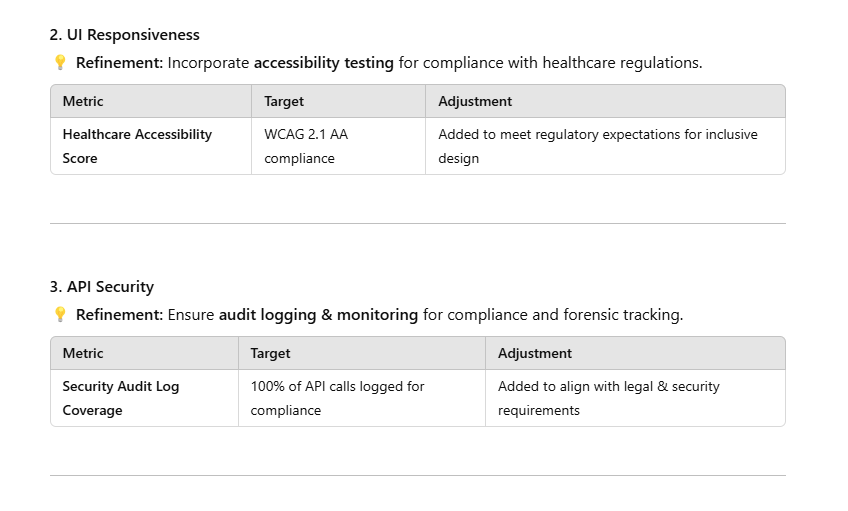 2. UI Responsiveness
💡 Refinement: Incorporate accessibility testing for compliance with healthcare regulations.
Metric Target Adjustment
Healthcare Accessibility WCAG 2.1 AA Added to meet regulatory expectations for inclusive
Score compliance design
3. API Security
💡 Refinement: Ensure audit logging & monitoring for compliance and forensic tracking.
Metric Target Adjustment
Security Audit Log 100% of API calls logged for Added to align with legal & security
Coverage compliance requirements